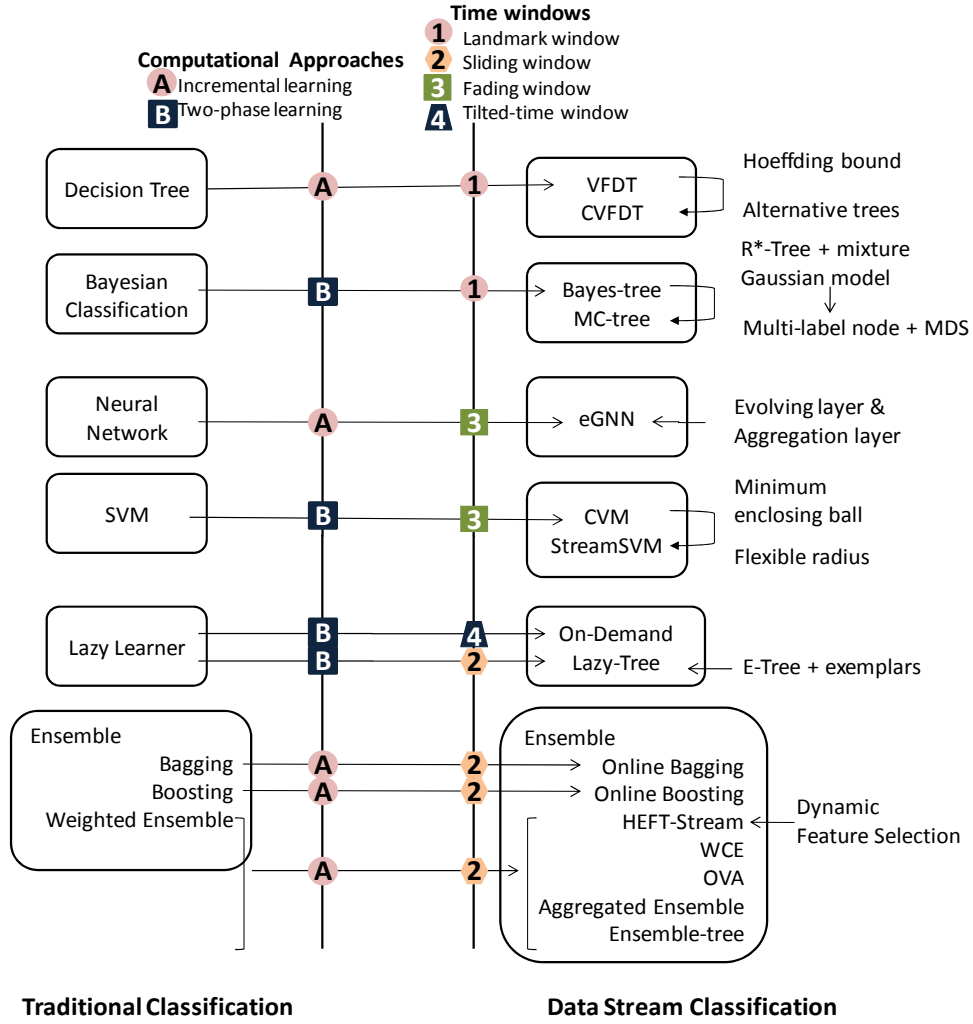 Time windows
1 Landmark window
2 Sliding window
3 Fading window
4 Tilted-time window
Computational Approaches
A Incremental learning
B Two-phase learning
Decision Tree
A
1
VFDT
CVFDT
Hoeffding bound
Alternative trees
Bayesian
Classification
B
1
Bayes-tree
MC-tree
R*-Tree + mixture
Gaussian model
Multi-label node + MDS
Neural
Network
A
3
eGNN
Evolving layer &
Aggregation layer
SVM
B
3
CVM
StreamSVM
Minimum
enclosing ball
Flexible radius
Lazy Learner
B
4
On-Demand
B
2
Lazy-Tree
E-Tree + exemplars
Ensemble
Bagging
Boosting
Weighted Ensemble
A
2
A
2
A
2
Ensemble
Online Bagging
Online Boosting
HEFT-Stream
WCE
OVA
Aggregated Ensemble
Ensemble-tree
Dynamic
Feature Selection
Traditional Classification
Data Stream Classification